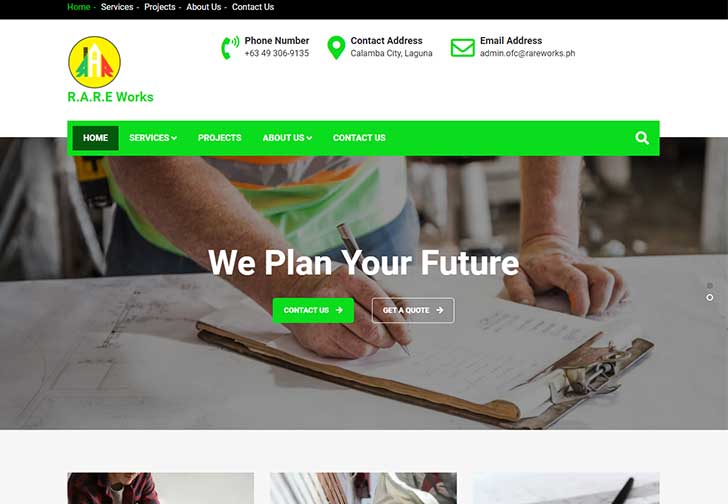 Home - Services - Projects - About Us - Contact Us
Phone Number
+63 49 306-9135
Contact Address
Calamba City, Laguna
Email Address
admin.ofc@rareworks.ph
R.A.R.E Works
HOME SERVICES PROJECTS ABOUT US CONTACT US
We Plan Your Future
CONTACT US GET A QUOTE